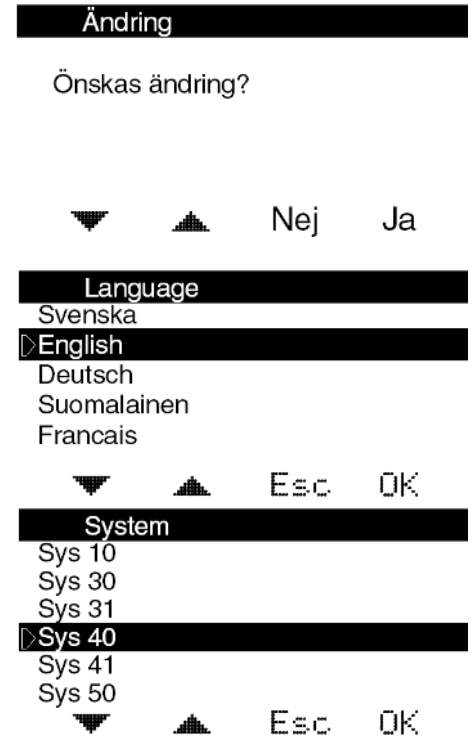 Ändring
Önskas ändring?
Nej Ja
Language
Svenska
English
Deutsch
Suomalainen
Francais
Esc OK
System
Sys 10
Sys 30
Sys 31
Sys 40
Sys 41
Sys 50
Esc OK